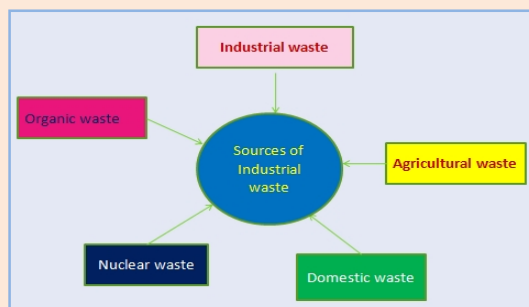 Industrial waste
Organic waste
Sources of
Industrial
waste
Agricultural waste
Nuclear waste
Domestic waste